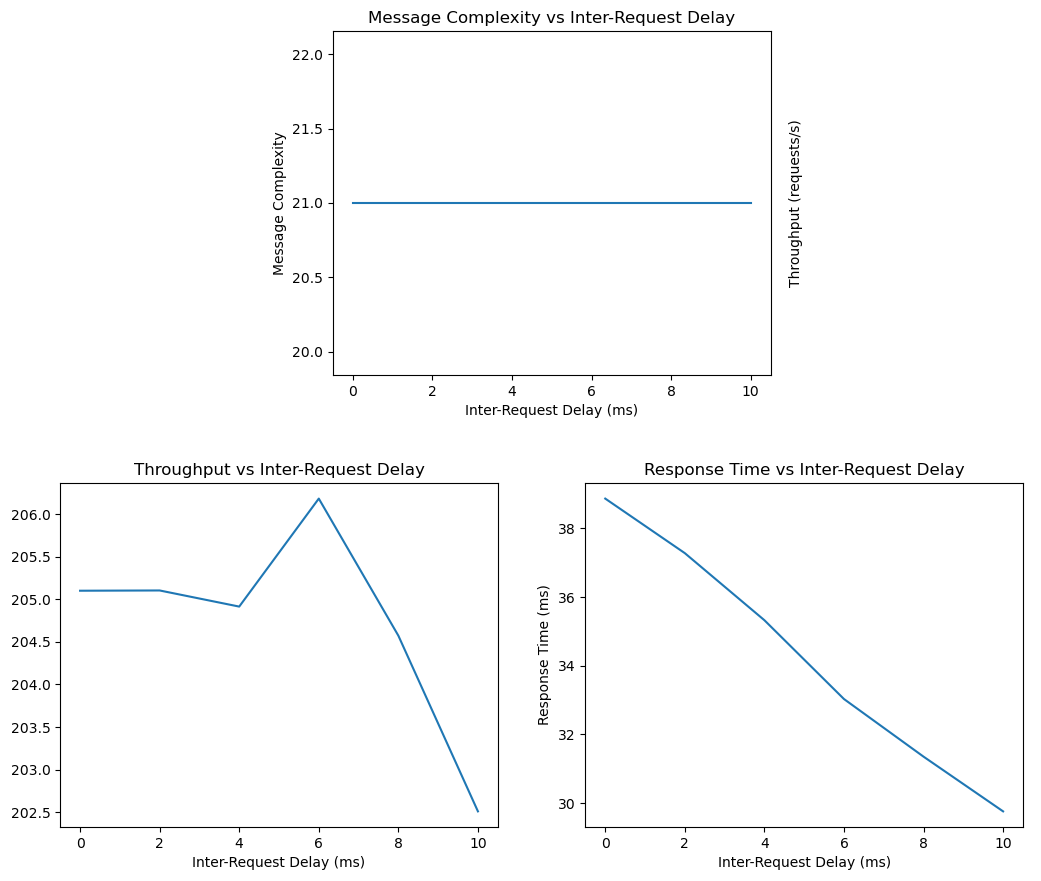 Message Complexity vs Inter-Request Delay
22.0
21.5
21.0
20.5
20.0
Message Complexity
0 2 4 6 8 10
Inter-Request Delay (ms)
Throughput (requests/s)
Throughput vs Inter-Request Delay
206.0
205.5
205.0
204.5
204.0
203.5
203.0
202.5
0 2 4 6 8 10
Inter-Request Delay (ms)
Response Time vs Inter-Request Delay
38
36
34
32
30
Response Time (ms)
0 2 4 6 8 10
Inter-Request Delay (ms)